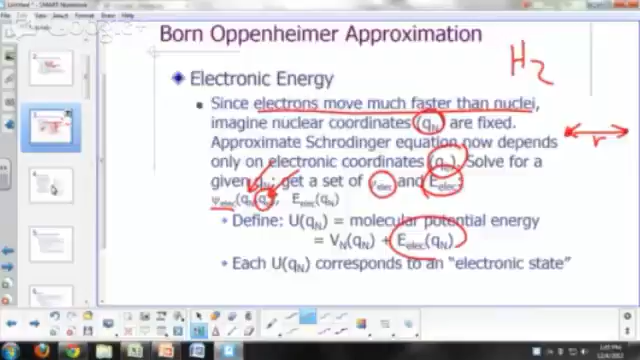 Born Oppenheimer Approximation
H2
Electronic Energy
Since electrons move much faster than nuclei,
imagine nuclear coordinates (qN) are fixed.
Approximate Schrodinger equation now depends
only on electronic coordinates (qe). Solve for a
given qN; get a set of ψelec and Eelec:
ψelec(qN;qe), Eelec(qN)
r
Define: U(qN) = molecular potential energy
= VN(qN) + Eelec(qN)
Each U(qN) corresponds to an "electronic state"
1:05 PM